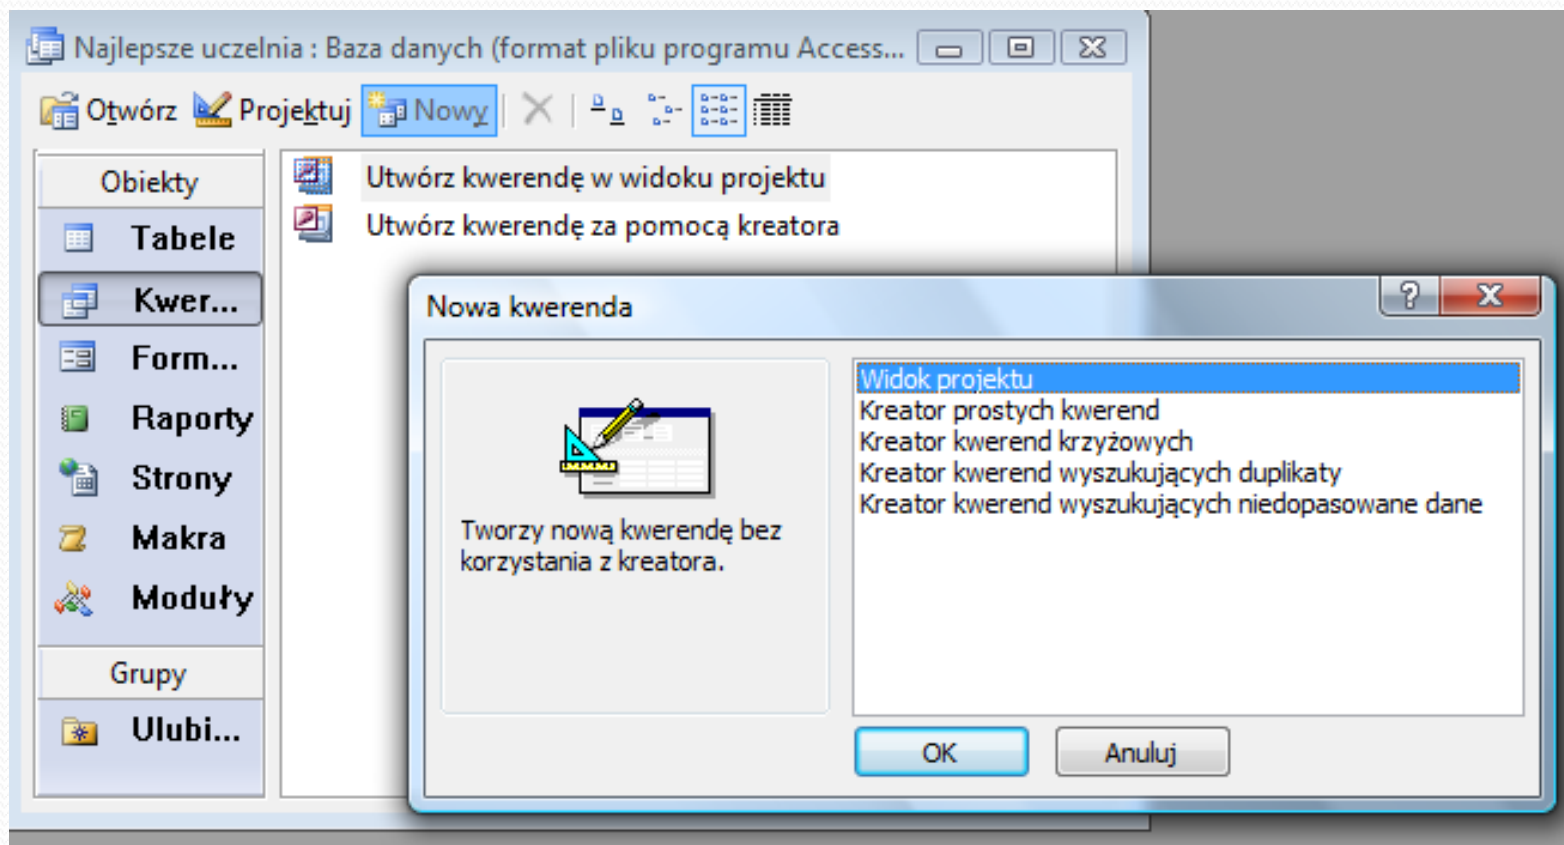 Najlepsze uczelnia : Baza danych (format pliku programu Access...
Otwórz Projektuj Nowy
Obiekty
Tabele
Kwer...
Form...
Raporty
Strony
Makra
Moduły
Grupy
Ulubi...
Utwórz kwerendę w widoku projektu
Utwórz kwerendę za pomocą kreatora
Nowa kwerenda
?
Tworzy nową kwerendę bez
korzystania z kreatora.
Widok projektu
Kreator prostych kwerend
Kreator kwerend krzyżowych
Kreator kwerend wyszukujących duplikaty
Kreator kwerend wyszukujących niedopasowane dane
OK Anuluj